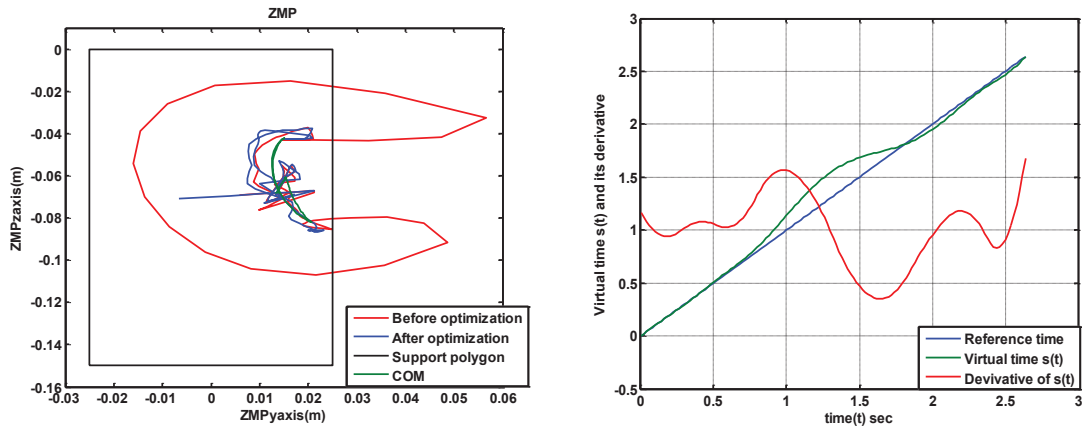 ZMP
0
-0.02
-0.04
-0.06
-0.08
-0.1
-0.12
-0.14
-0.16
ZMPzaxis(m)
-0.03
-0.02
-0.01
0
0.01
0.02
0.03
0.04
0.05
0.06
ZMPyaxis(m)
Before optimization
After optimization
Support polygon
COM
3
2.5
2
1.5
1
0.5
0
-0.5
Virtual time s(t) and its derivative
0
0.5
1
1.5
2
2.5
3
time(t) sec
Reference time
Virtual time s(t)
Devivative of s(t)